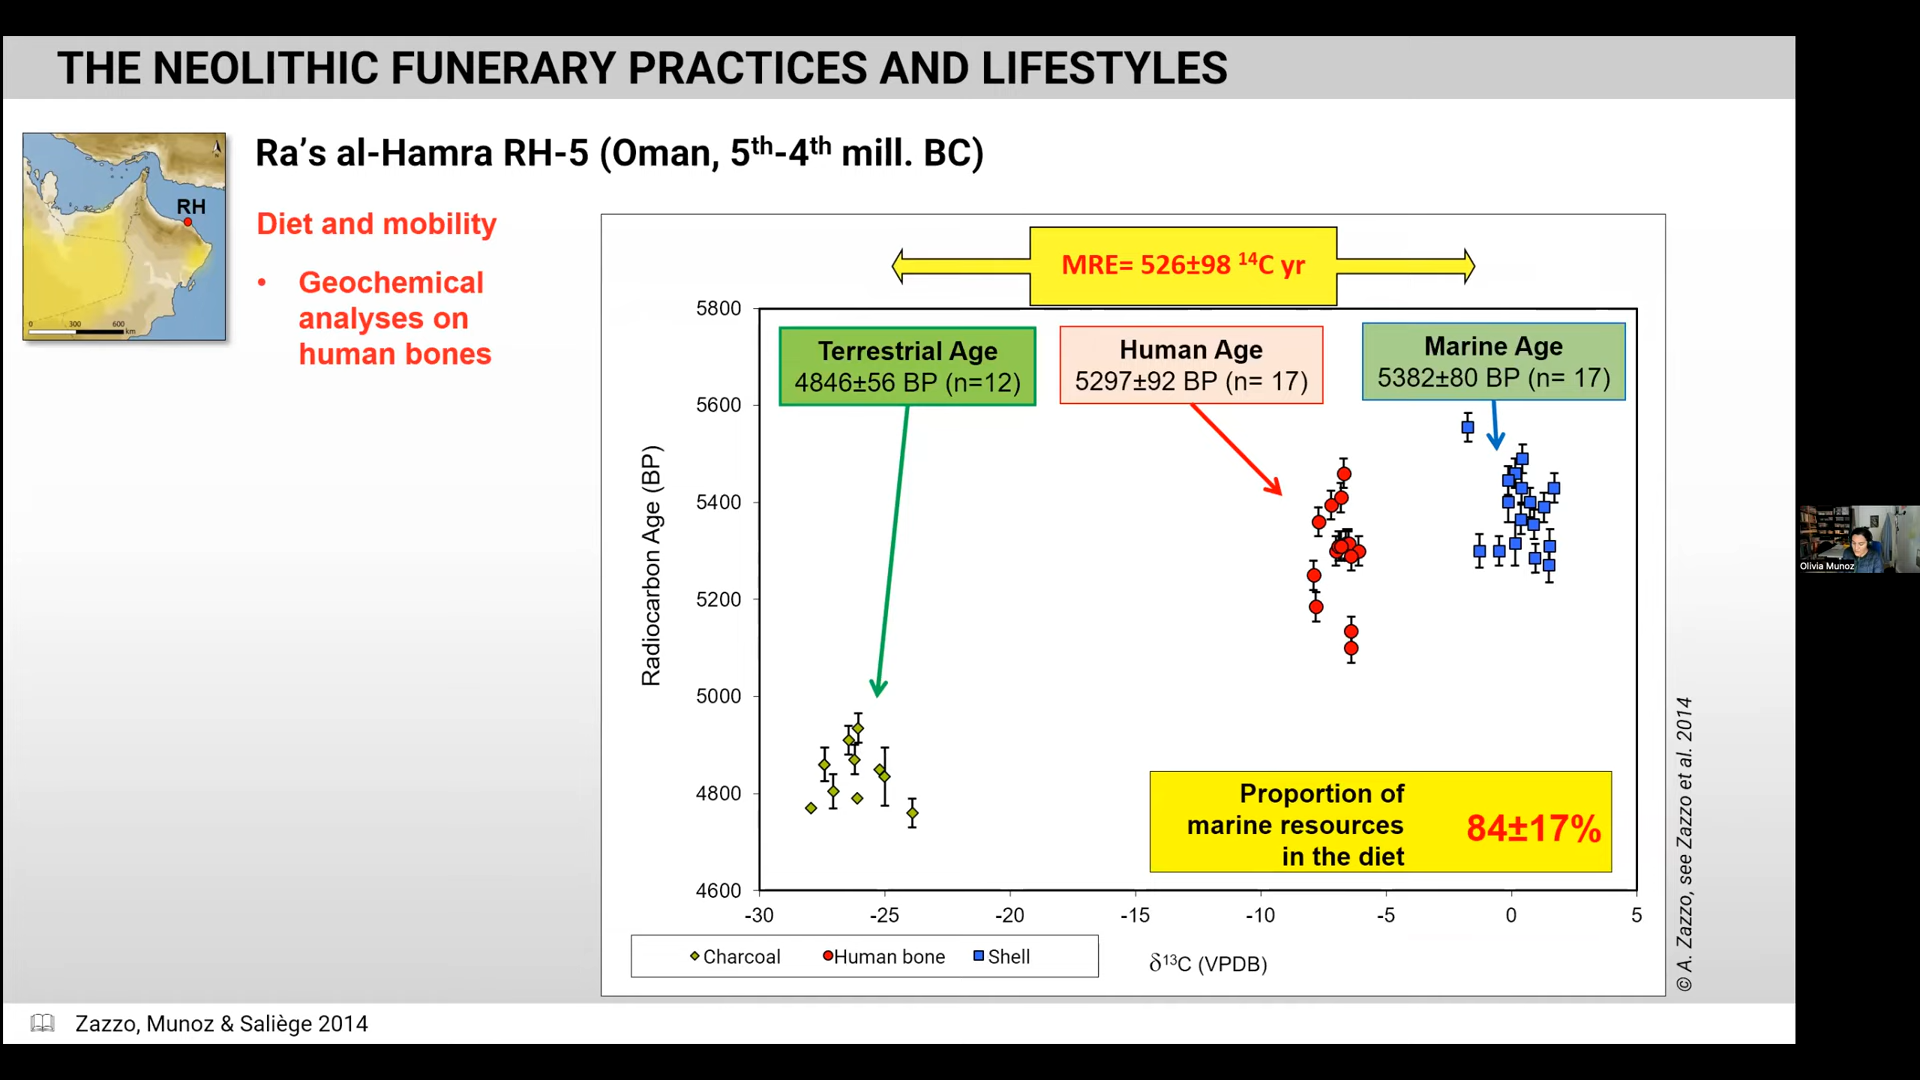 THE NEOLITHIC FUNERARY PRACTICES AND LIFESTYLES
Ra's al-Hamra RH-5 (Oman, 5th-4th mill. BC)
RH
0 300 600
km
Diet and mobility
• Geochemical
analyses on
human bones
MRE= 526±98 ¹⁴C yr
Terrestrial Age
4846±56 BP (n=12)
Human Age
5297±92 BP (n= 17)
Marine Age
5382±80 BP (n= 17)
Radiocarbon Age (BP)
5800
5600
5400
5200
5000
4800
4600
-30 -25 -20 -15 -10 -5 0 5
Proportion of
marine resources
in the diet
84±17%
Charcoal Human bone Shell
δ¹³C (VPDB)
© A. Zazzo, see Zazzo et al. 2014
Zazzo, Munoz & Saliège 2014
Olivia Munoz